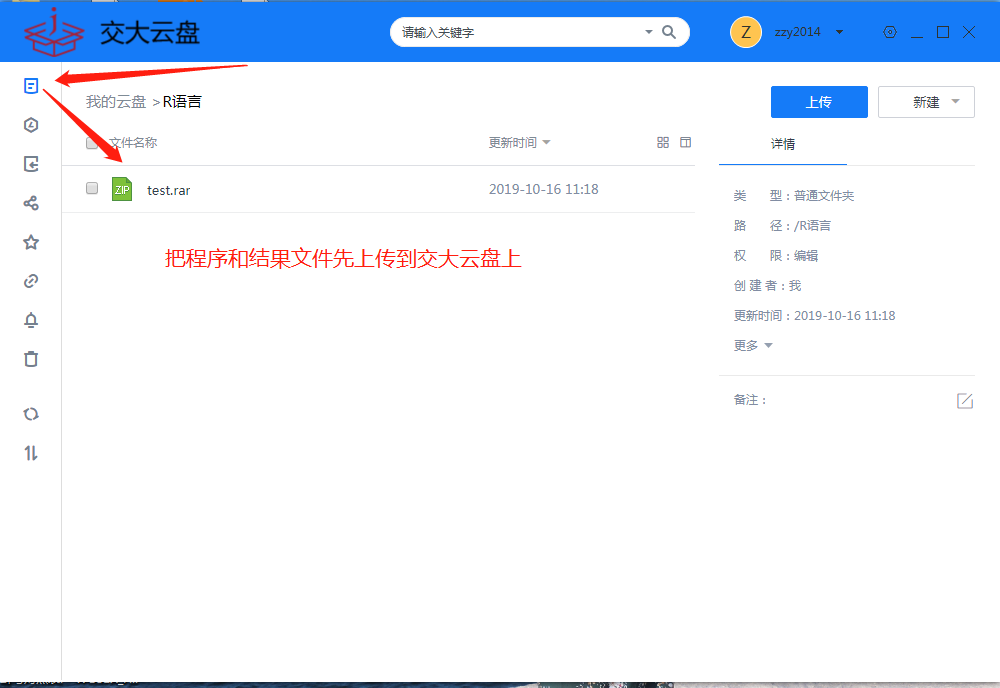 交大云盘
请输入关键字
Z
zzy2014
我的云盘 >R语言
上传
新建
文件名称
更新时间
详情
ZIP
test.rar
2019-10-16 11:18
类 型：普通文件夹
路 径：/R语言
权 限：编辑
创 建 者：我
更新时间：2019-10-16 11:18
更多
备注：
把程序和结果文件先上传到交大云盘上